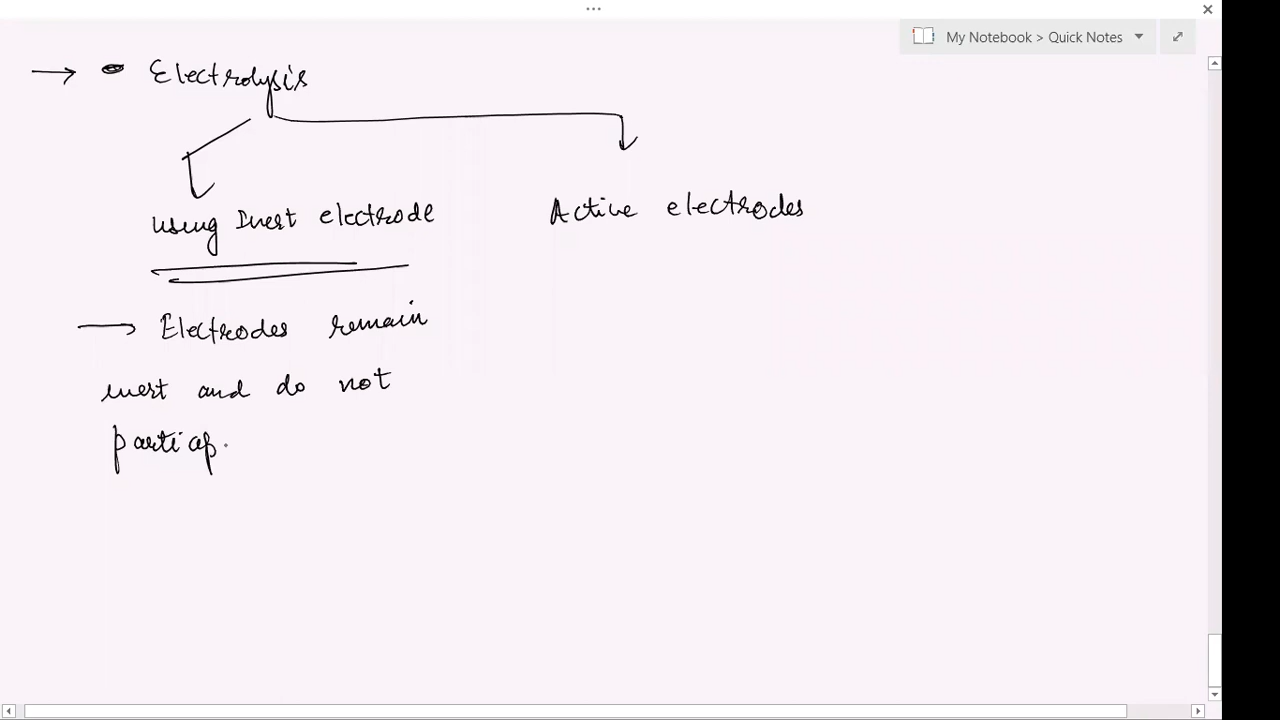 ...
My Notebook > Quick Notes
→ Electrolysis
using Inert electrode
Active electrodes
→ Electrodes remain
inert and do not
particip